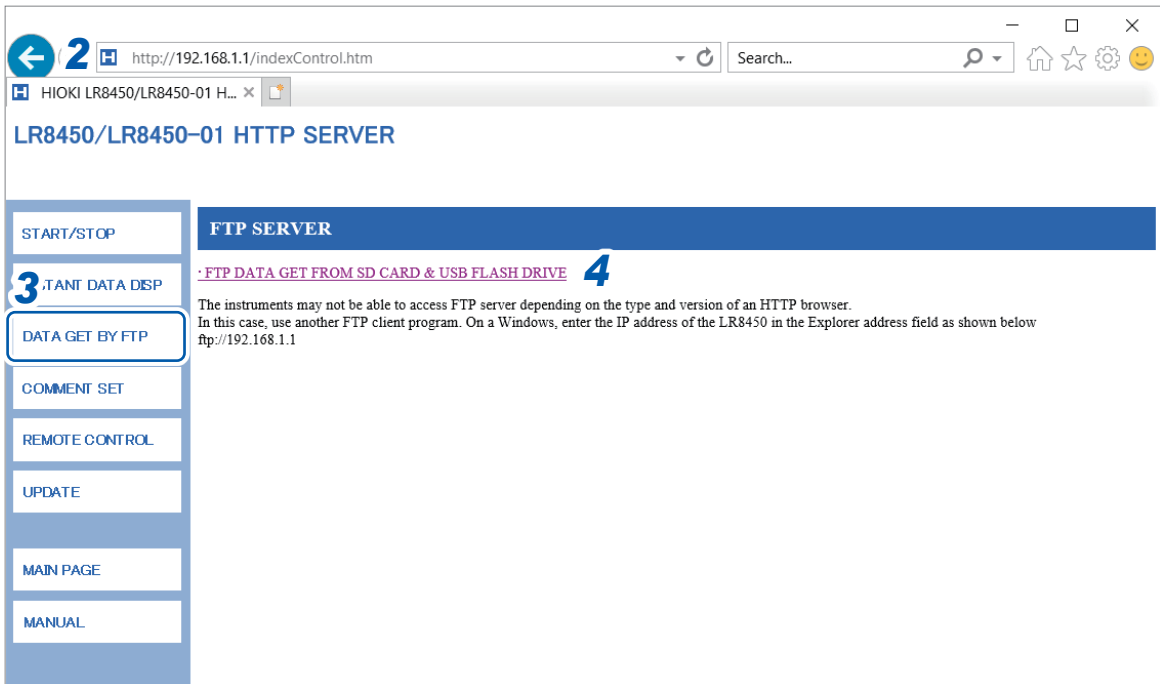 2
http://192.168.1.1/indexControl.htm
Search...
HIOKI LR8450/LR8450-01 H...
LR8450/LR8450-01 HTTP SERVER
START/STOP
3
TANT DATA DISP
DATA GET BY FTP
COMMENT SET
REMOTE CONTROL
UPDATE
MAIN PAGE
MANUAL
FTP SERVER
· FTP DATA GET FROM SD CARD & USB FLASH DRIVE
4
The instruments may not be able to access FTP server depending on the type and version of an HTTP browser.
In this case, use another FTP client program. On a Windows, enter the IP address of the LR8450 in the Explorer address field as shown below
ftp://192.168.1.1